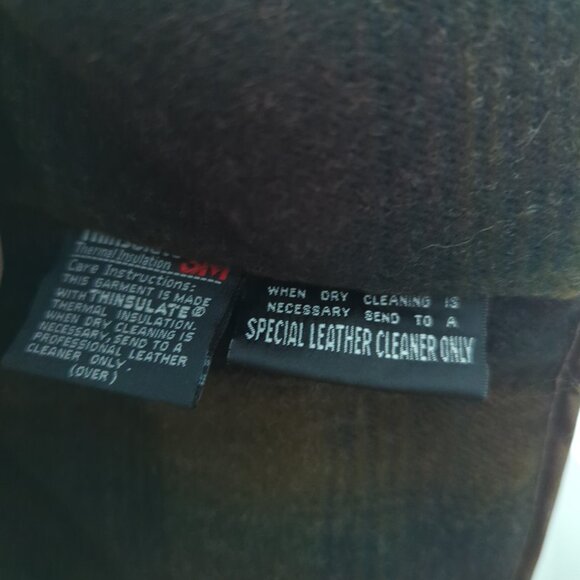 Thinsulate
Thermal Insulation 3M
Care Instructions:
THIS GARMENT IS MADE
WITH THINSULATE®
THERMAL INSULATION.
WHEN DRY CLEANING IS
NECESSARY, SEND TO A
PROFESSIONAL LEATHER
CLEANER ONLY
(OVER)
WHEN DRY CLEANING IS
NECESSARY SEND TO A
SPECIAL LEATHER CLEANER ONLY